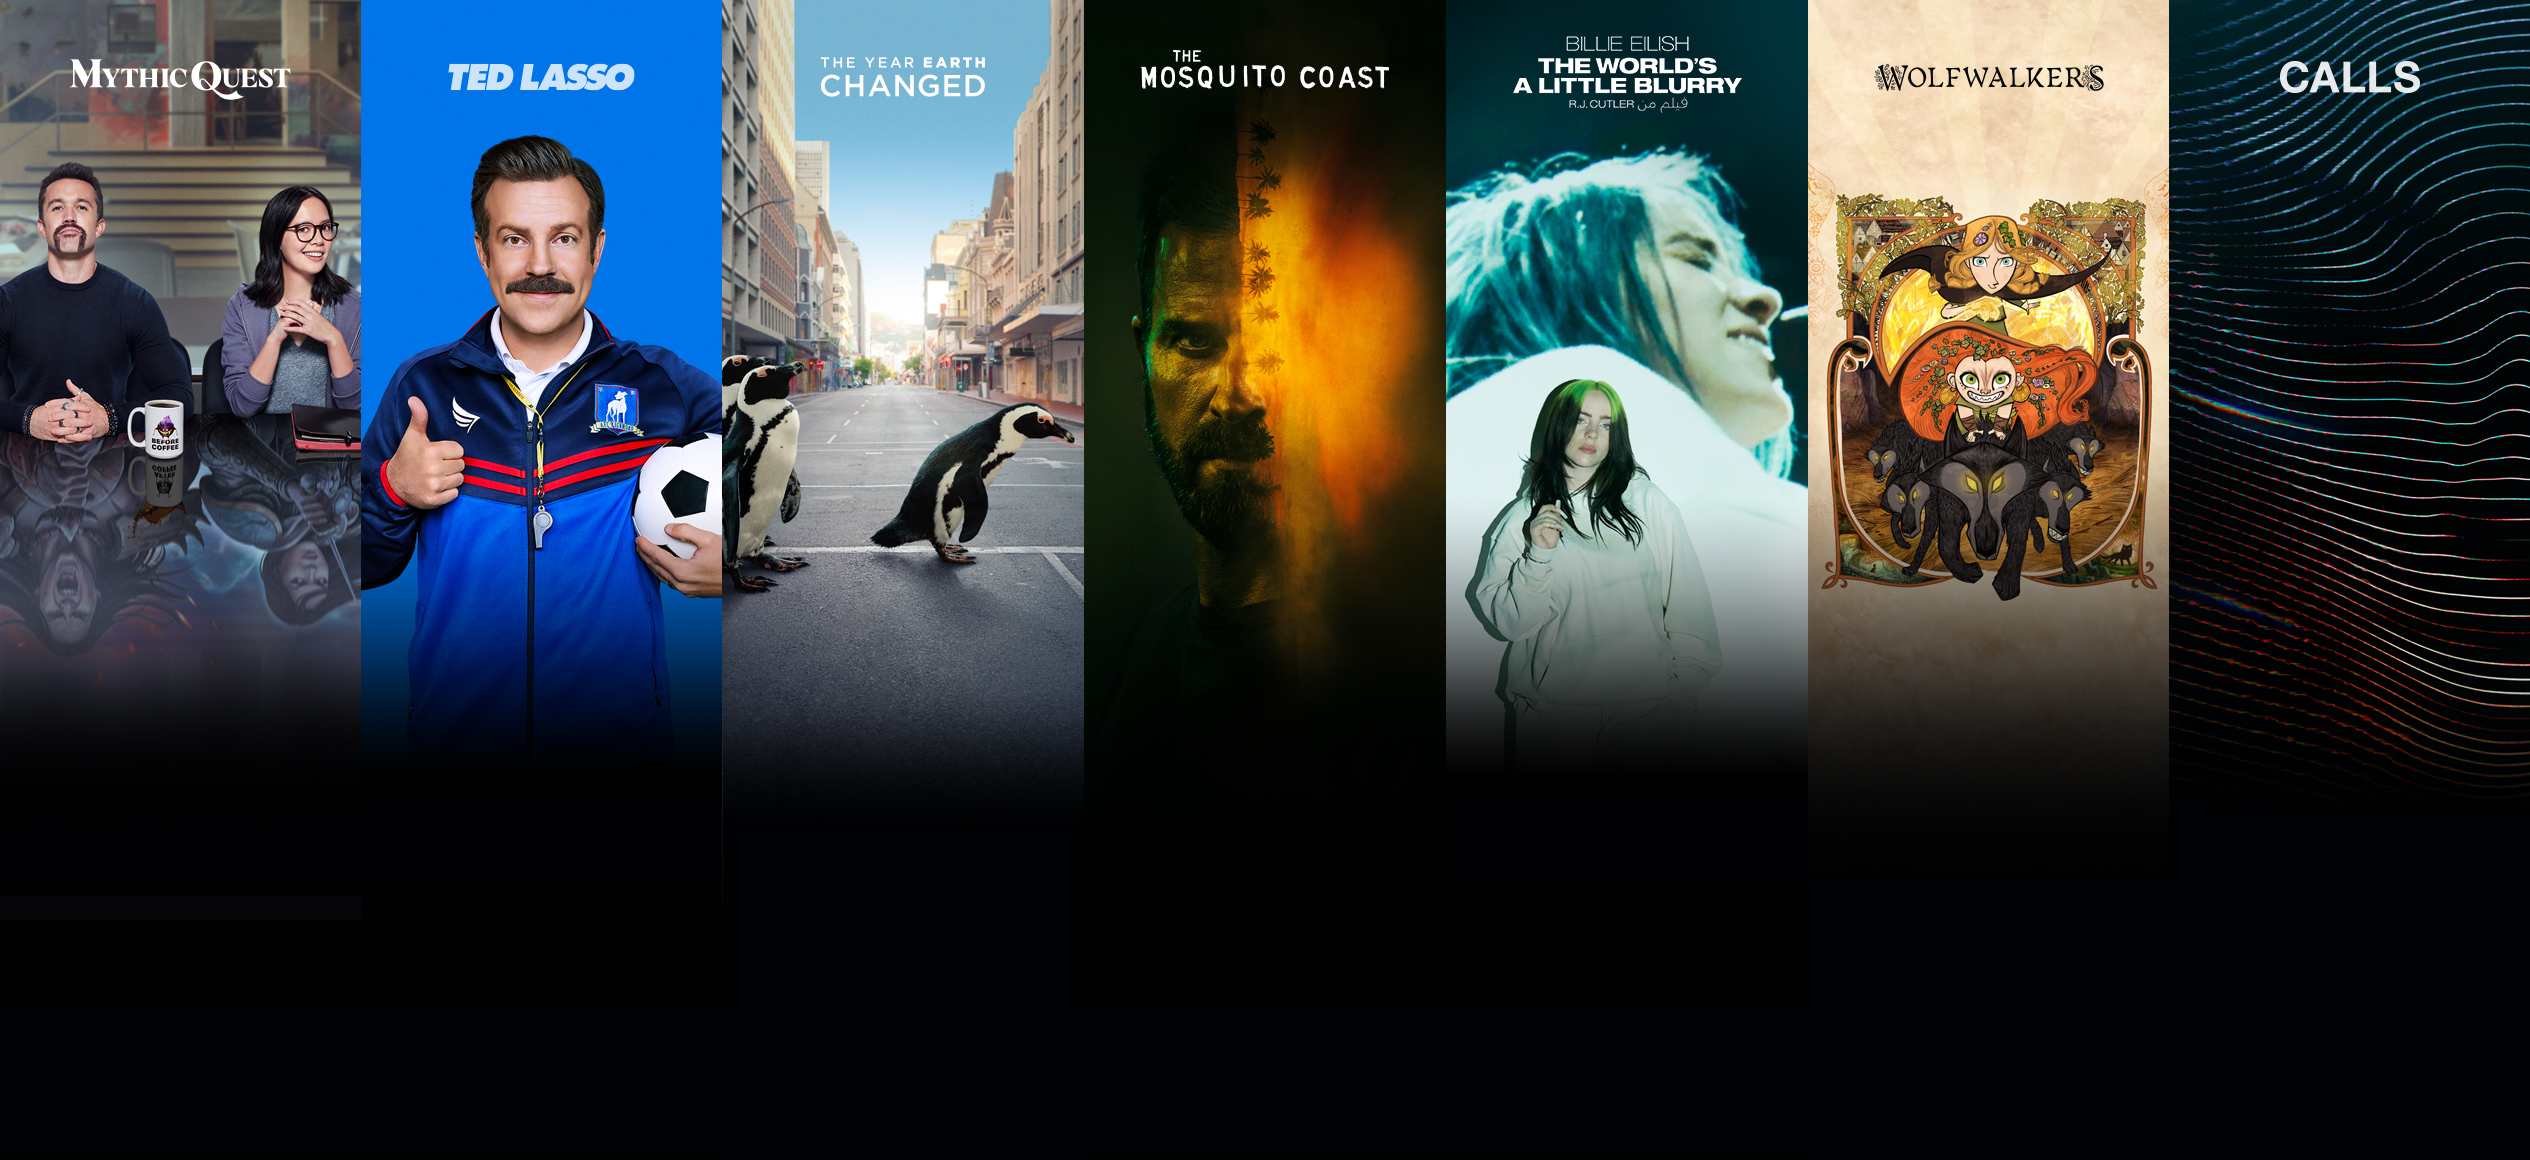 MYTHIC QUEST
TED LASSO
THE YEAR EARTH
CHANGED
THE
MOSQUITO COAST
BILLIE EILISH
THE WORLD'S
A LITTLE BLURRY
R.J. CUTLER فيلم من
WOLFWALKERS
CALLS
BEFORE
COFFEE